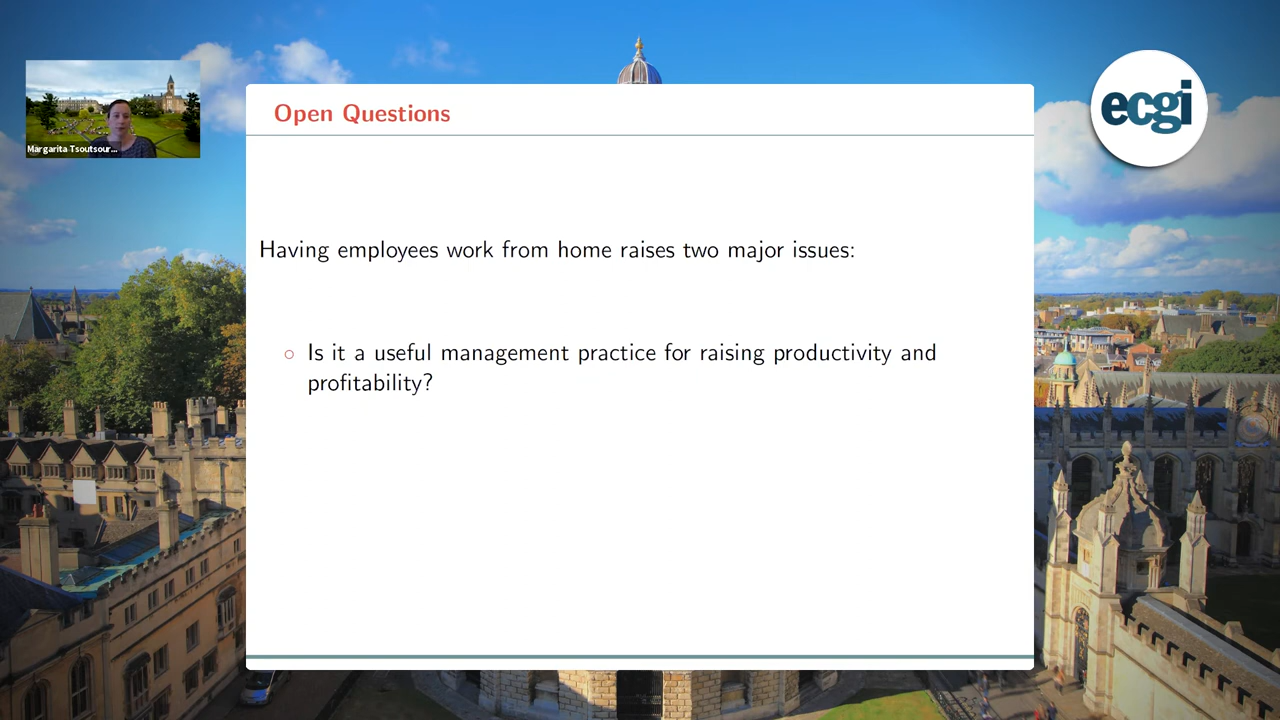 Open Questions
ecgi
Margarita Tsoutsour...
Having employees work from home raises two major issues:
Is it a useful management practice for raising productivity and
profitability?